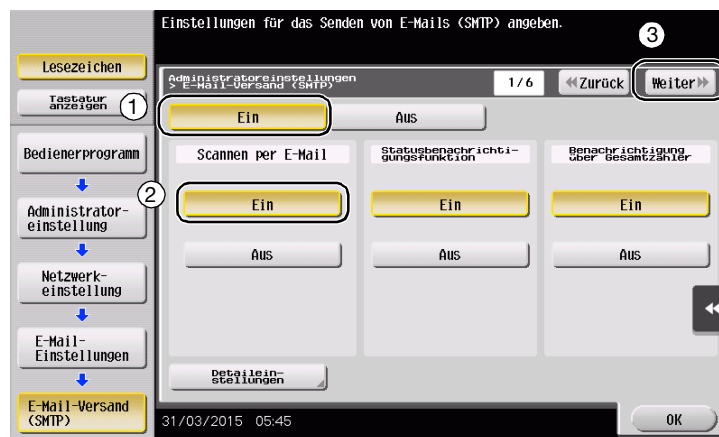 Einstellungen für das Senden von E-Mails (SMTP) angeben.
3
Lesezeichen
Tastatur
anzeigen
1
Administratoreinstellungen
> E-Mail-Versand (SMTP)
1/6
Zurück
Weiter
Ein
Aus
Bedienerprogramm
Scannen per E-Mail
Statusbenachrichti-
gungsfunktion
Benachrichtigung
über Gesamtzähler
2
Administrator-
einstellung
Ein
Ein
Ein
Aus
Aus
Aus
Netzwerk-
einstellung
E-Mail-
Einstellungen
Detailein-
stellungen
E-Mail-Versand
(SMTP)
31/03/2015 05:45
OK